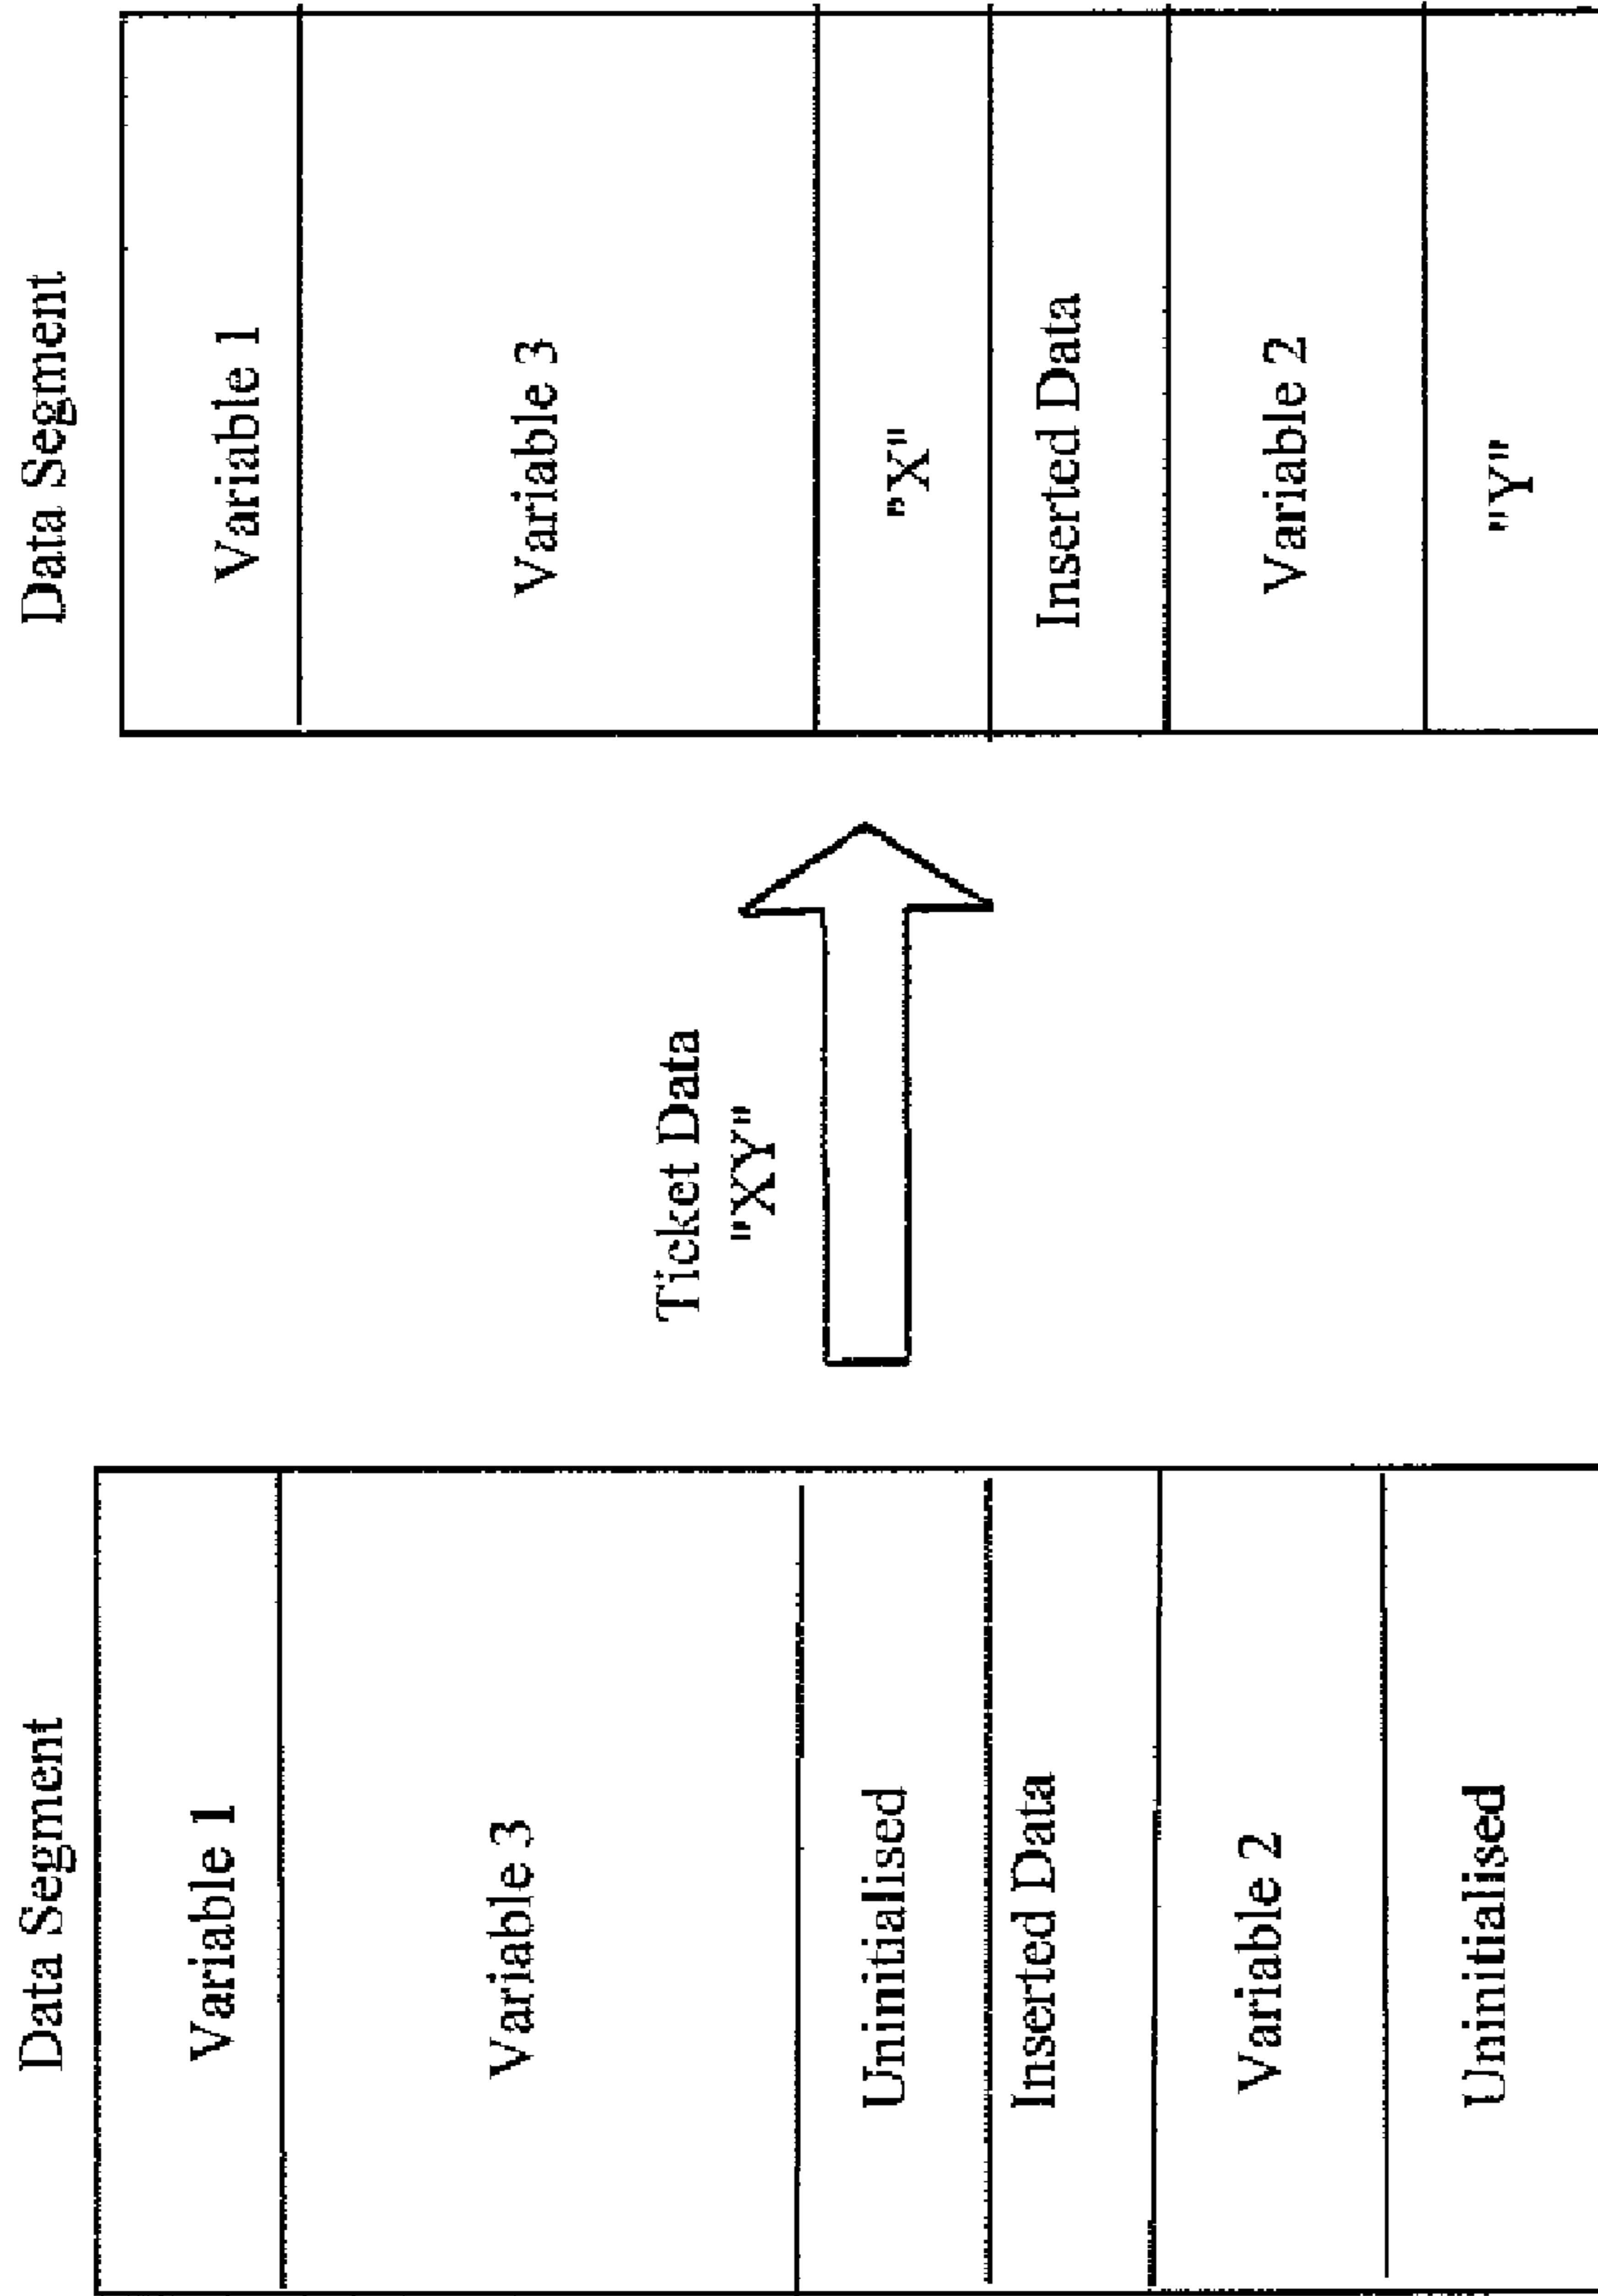 Data Segment
Variable 1
Variable 3
Uninitialised
Inserted Data
Variable 2
Uninitialised
Ticket Data
"XY"
Data Segment
Variable 1
Variable 3
"X"
Inserted Data
Variable 2
"Y"